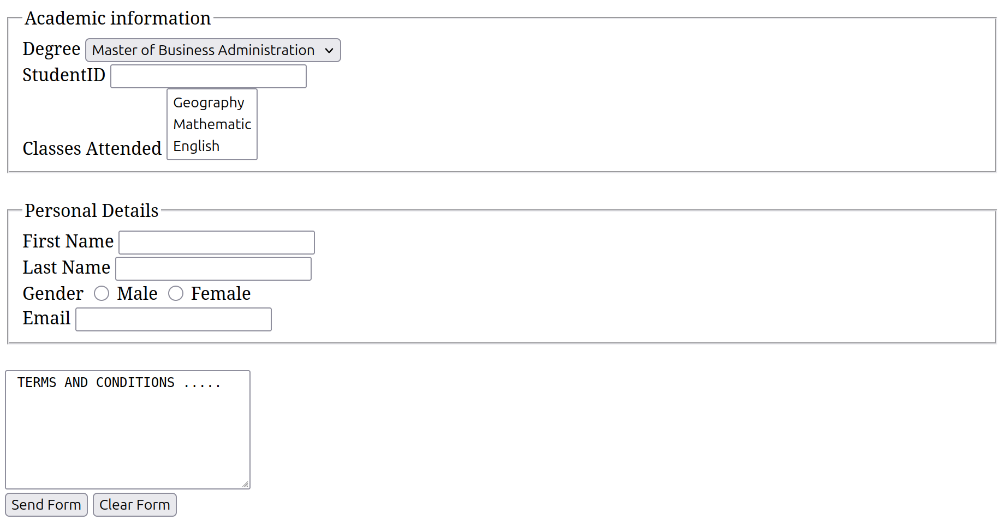 Academic information
Degree Master of Business Administration
StudentID
Geography
Mathematic
English
Classes Attended
Personal Details
First Name
Last Name
Gender Male Female
Email
TERMS AND CONDITIONS .....
Send Form Clear Form